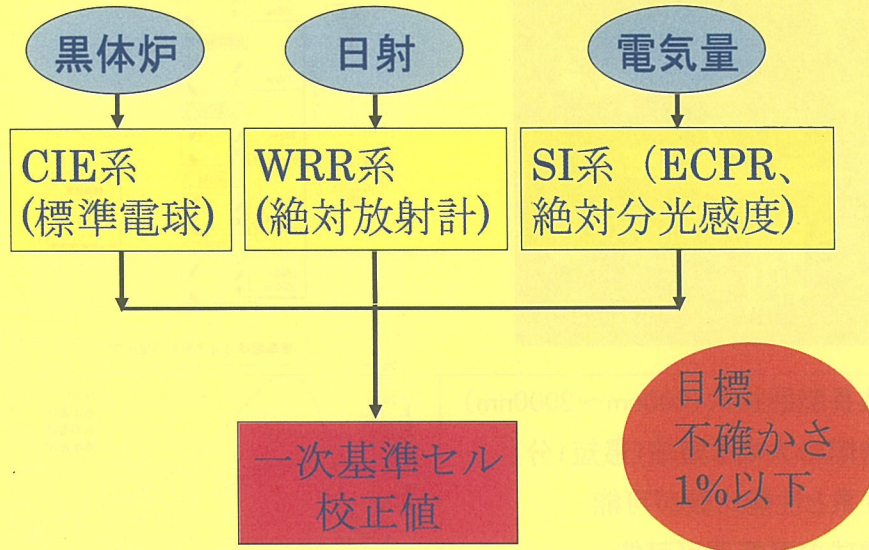 黒体炉
日射
電気量
CIE系
(標準電球)
WRR系
(絶対放射計)
SI系（ECPR、
絶対分光感度）
一次基準セル
校正値
目標
不確かさ
1%以下